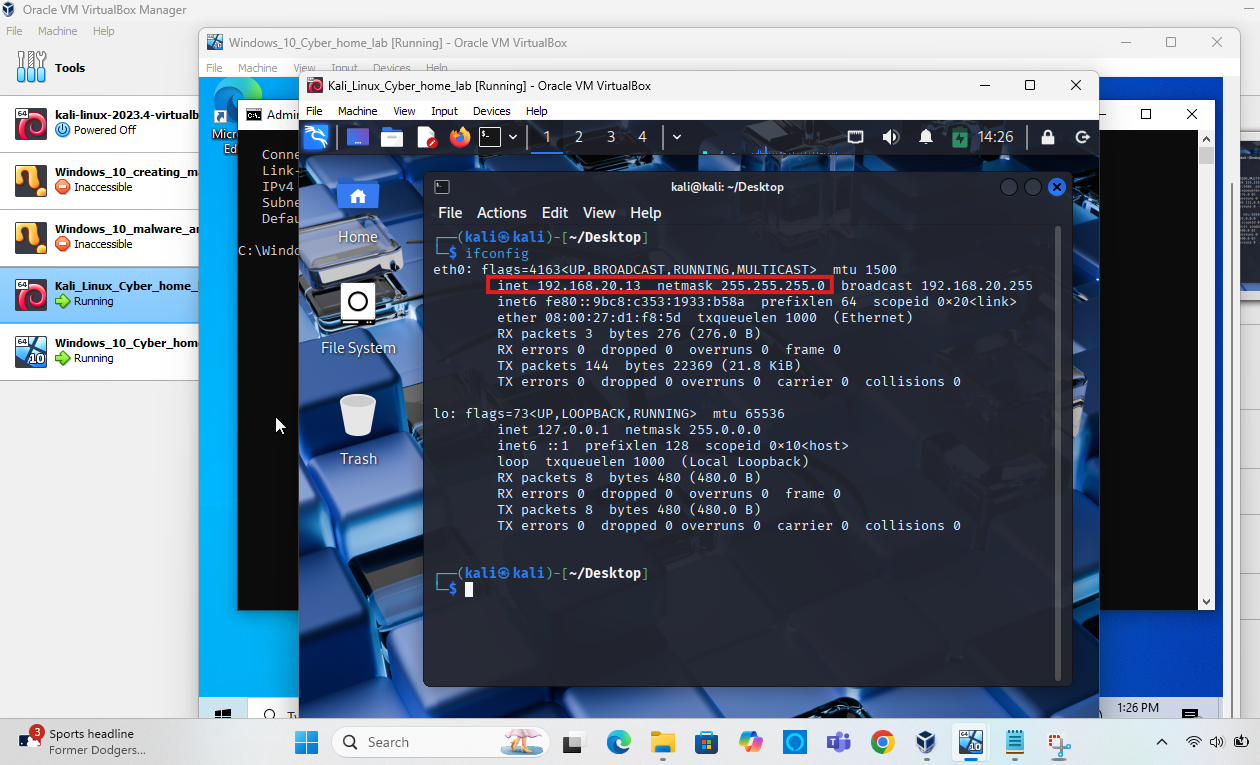 Oracle VM VirtualBox Manager
File Machine Help
Tools
64
kali-linux-2023.4-virtualb
Powered Off
Windows_10_creating_ma
Inaccessible
Windows_10_malware_an
Inaccessible
64
Kali_Linux_Cyber_home_
Running
64
10
Windows_10_Cyber_hom
Running
Windows_10_Cyber_home_lab [Running] - Oracle VM VirtualBox
File Machine View Input Devices Help
Micr
Ed
Admi
Conne
Link-
IPv4
Subne
Defau
C:\Windo
Kali_Linux_Cyber_home_lab [Running] - Oracle VM VirtualBox
File Machine View Input Devices Help
1 2 3 4
14:26
Home
File System
Trash
kali@kali: ~/Desktop
File Actions Edit View Help
┌──(kali㉿kali)-[~/Desktop]
└─$ ifconfig
eth0: flags=4163<UP,BROADCAST,RUNNING,MULTICAST>  mtu 1500
inet 192.168.20.13  netmask 255.255.255.0  broadcast 192.168.20.255
inet6 fe80::9bc8:c353:1933:b58a  prefixlen 64  scopeid 0×20<link>
ether 08:00:27:d1:f8:5d  txqueuelen 1000  (Ethernet)
RX packets 3  bytes 276 (276.0 B)
RX errors 0  dropped 0  overruns 0  frame 0
TX packets 144  bytes 22369 (21.8 KiB)
TX errors 0  dropped 0 overruns 0  carrier 0  collisions 0
lo: flags=73<UP,LOOPBACK,RUNNING>  mtu 65536
inet 127.0.0.1  netmask 255.0.0.0
inet6 ::1  prefixlen 128  scopeid 0×10<host>
loop  txqueuelen 1000  (Local Loopback)
RX packets 8  bytes 480 (480.0 B)
RX errors 0  dropped 0  overruns 0  frame 0
TX packets 8  bytes 480 (480.0 B)
TX errors 0  dropped 0 overruns 0  carrier 0  collisions 0
┌──(kali㉿kali)-[~/Desktop]
└─$
1:26 PM
3
Sports headline
Former Dodgers...
Search